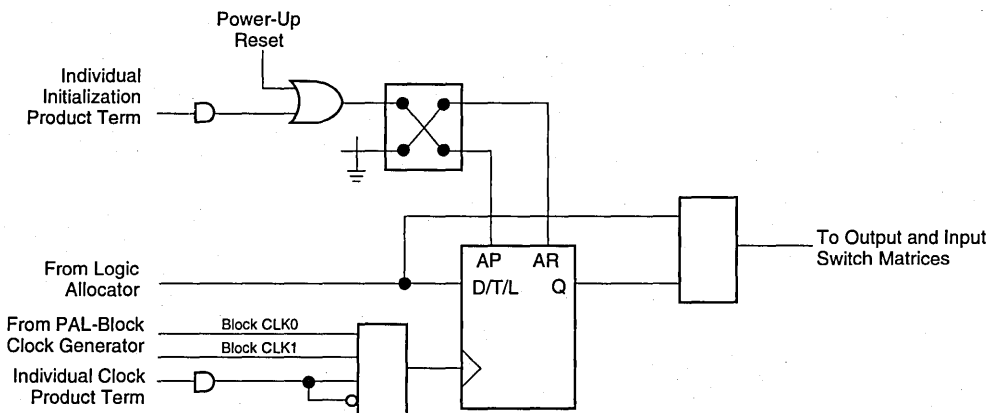 Power-Up
Reset
Individual
Initialization
Product Term
To Output and Input
Switch Matrices
AP AR
From Logic
Allocator
D/T/L Q
From PAL-Block
Clock Generator
Block CLK0
Block CLK1
Individual Clock
Product Term